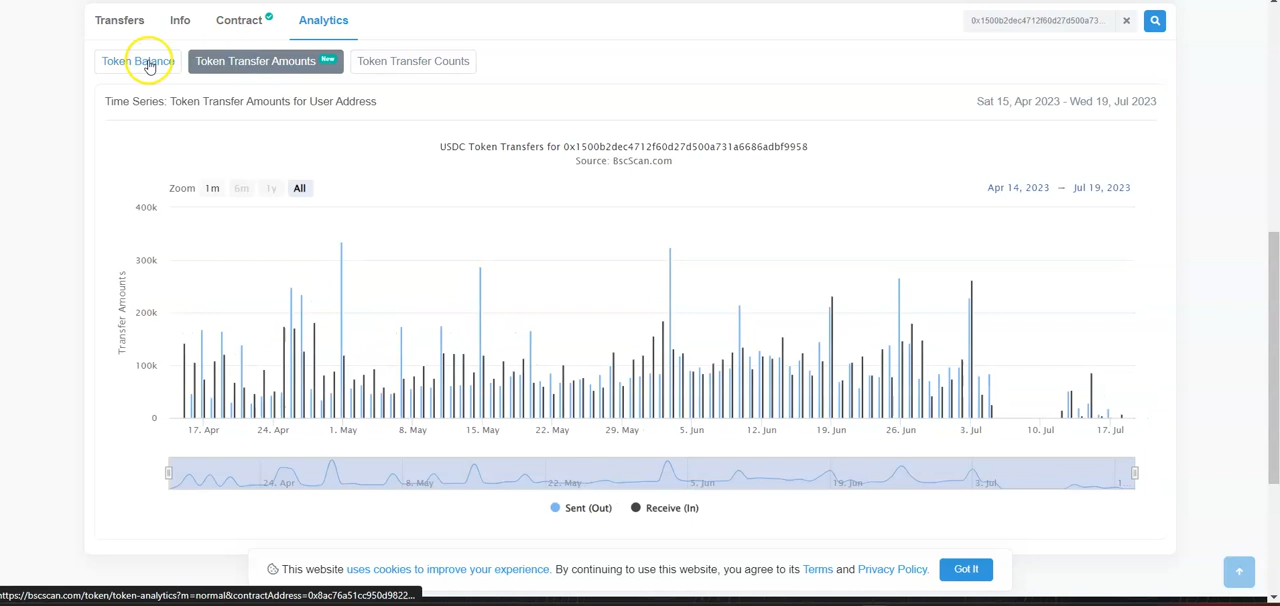 Transfers Info Contract Analytics 0x1500b2dec4712f60d27d500a73...
Token Balance Token Transfer Amounts New Token Transfer Counts
Time Series: Token Transfer Amounts for User Address Sat 15, Apr 2023 - Wed 19, Jul 2023
USDC Token Transfers for 0x1500b2dec4712f60d27d500a731a6686adbf9958
Source: BscScan.com
Zoom 1m 6m 1y All Apr 14, 2023 → Jul 19, 2023
400k
300k
200k
100k
0
Transfer Amounts
17. Apr 24. Apr 1. May 8. May 15. May 22. May 29. May 5. Jun 12. Jun 19. Jun 26. Jun 3. Jul 10. Jul 17. Jul
24. Apr 8. May 22. May 5. Jun 19. Jun 3. Jul 1...
Sent (Out) Receive (In)
This website uses cookies to improve your experience. By continuing to use this website, you agree to its Terms and Privacy Policy. Got It
https://bscscan.com/token/token-analytics?m=normal&contractAddress=0x8ac76a51cc950d9822...